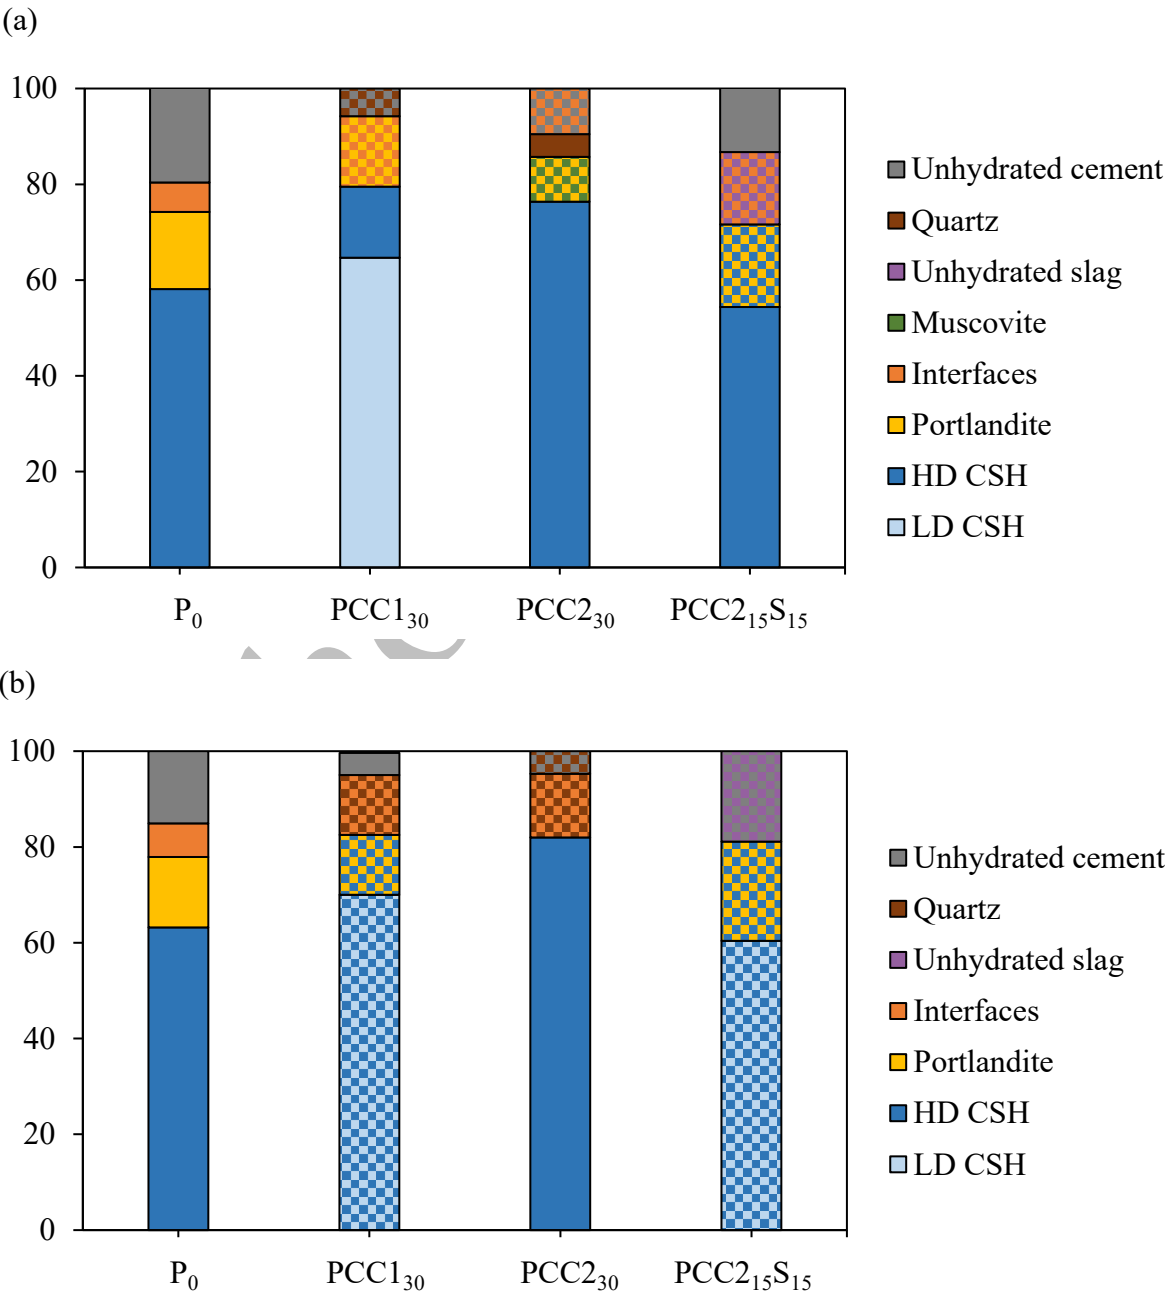 (a)
100
80
60
40
20
0
P₀
PCC1₃₀
PCC2₃₀
PCC2₁₅S₁₅
Unhydrated cement
Quartz
Unhydrated slag
Muscovite
Interfaces
Portlandite
HD CSH
LD CSH
(b)
100
80
60
40
20
0
P₀
PCC1₃₀
PCC2₃₀
PCC2₁₅S₁₅
Unhydrated cement
Quartz
Unhydrated slag
Interfaces
Portlandite
HD CSH
LD CSH